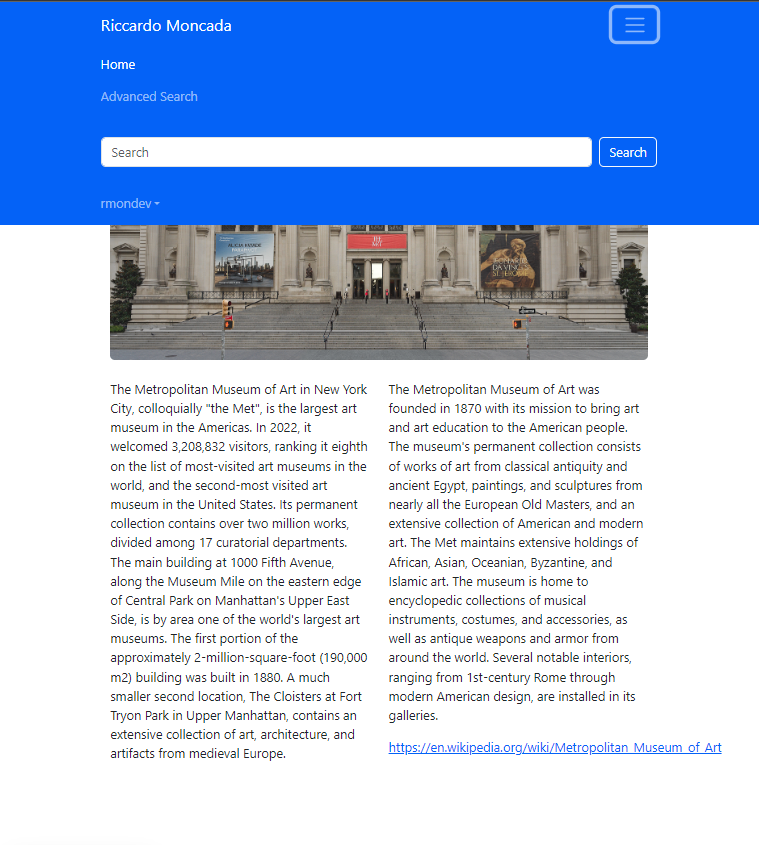 Riccardo Moncada
Home
Advanced Search
Search
Search
rmondev
THE
MET
LEONARDO
DA VINCI
ST. JEROME
The Metropolitan Museum of Art in New York
City, colloquially "the Met", is the largest art
museum in the Americas. In 2022, it
welcomed 3,208,832 visitors, ranking it eighth
on the list of most-visited art museums in the
world, and the second-most visited art
museum in the United States. Its permanent
collection contains over two million works,
divided among 17 curatorial departments.
The main building at 1000 Fifth Avenue,
along the Museum Mile on the eastern edge
of Central Park on Manhattan's Upper East
Side, is by area one of the world's largest art
museums. The first portion of the
approximately 2-million-square-foot (190,000
m2) building was built in 1880. A much
smaller second location, The Cloisters at Fort
Tryon Park in Upper Manhattan, contains an
extensive collection of art, architecture, and
artifacts from medieval Europe.
The Metropolitan Museum of Art was
founded in 1870 with its mission to bring art
and art education to the American people.
The museum's permanent collection consists
of works of art from classical antiquity and
ancient Egypt, paintings, and sculptures from
nearly all the European Old Masters, and an
extensive collection of American and modern
art. The Met maintains extensive holdings of
African, Asian, Oceanian, Byzantine, and
Islamic art. The museum is home to
encyclopedic collections of musical
instruments, costumes, and accessories, as
well as antique weapons and armor from
around the world. Several notable interiors,
ranging from 1st-century Rome through
modern American design, are installed in its
galleries.
https://en.wikipedia.org/wiki/Metropolitan_Museum_of_Art